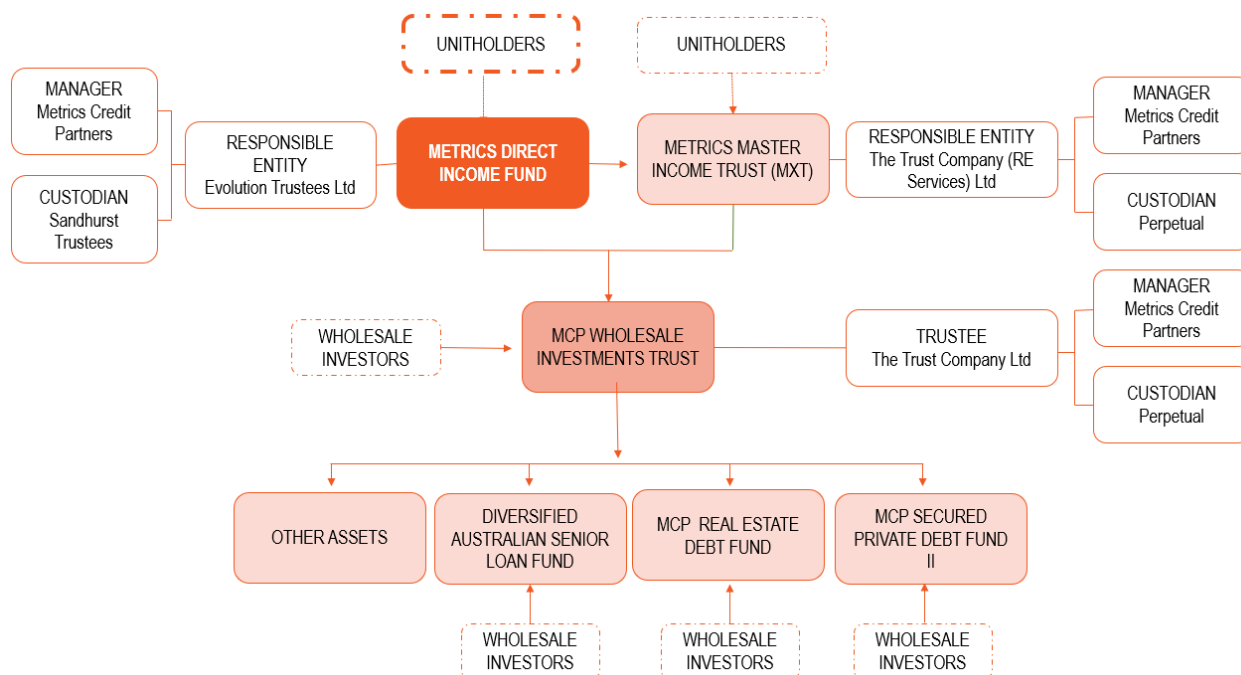 UNITHOLDERS
UNITHOLDERS
MANAGER
Metrics Credit
Partners
RESPONSIBLE
ENTITY
Evolution Trustees Ltd
CUSTODIAN
Sandhurst
Trustees
METRICS DIRECT
INCOME FUND
METRICS MASTER
INCOME TRUST (MXT)
RESPONSIBLE ENTITY
The Trust Company (RE
Services) Ltd
MANAGER
Metrics Credit
Partners
CUSTODIAN
Perpetual
WHOLESALE
INVESTORS
MCP WHOLESALE
INVESTMENTS TRUST
TRUSTEE
The Trust Company Ltd
MANAGER
Metrics Credit
Partners
CUSTODIAN
Perpetual
OTHER ASSETS
DIVERSIFIED
AUSTRALIAN SENIOR
LOAN FUND
MCP REAL ESTATE
DEBT FUND
MCP SECURED
PRIVATE DEBT FUND
II
WHOLESALE
INVESTORS
WHOLESALE
INVESTORS
WHOLESALE
INVESTORS